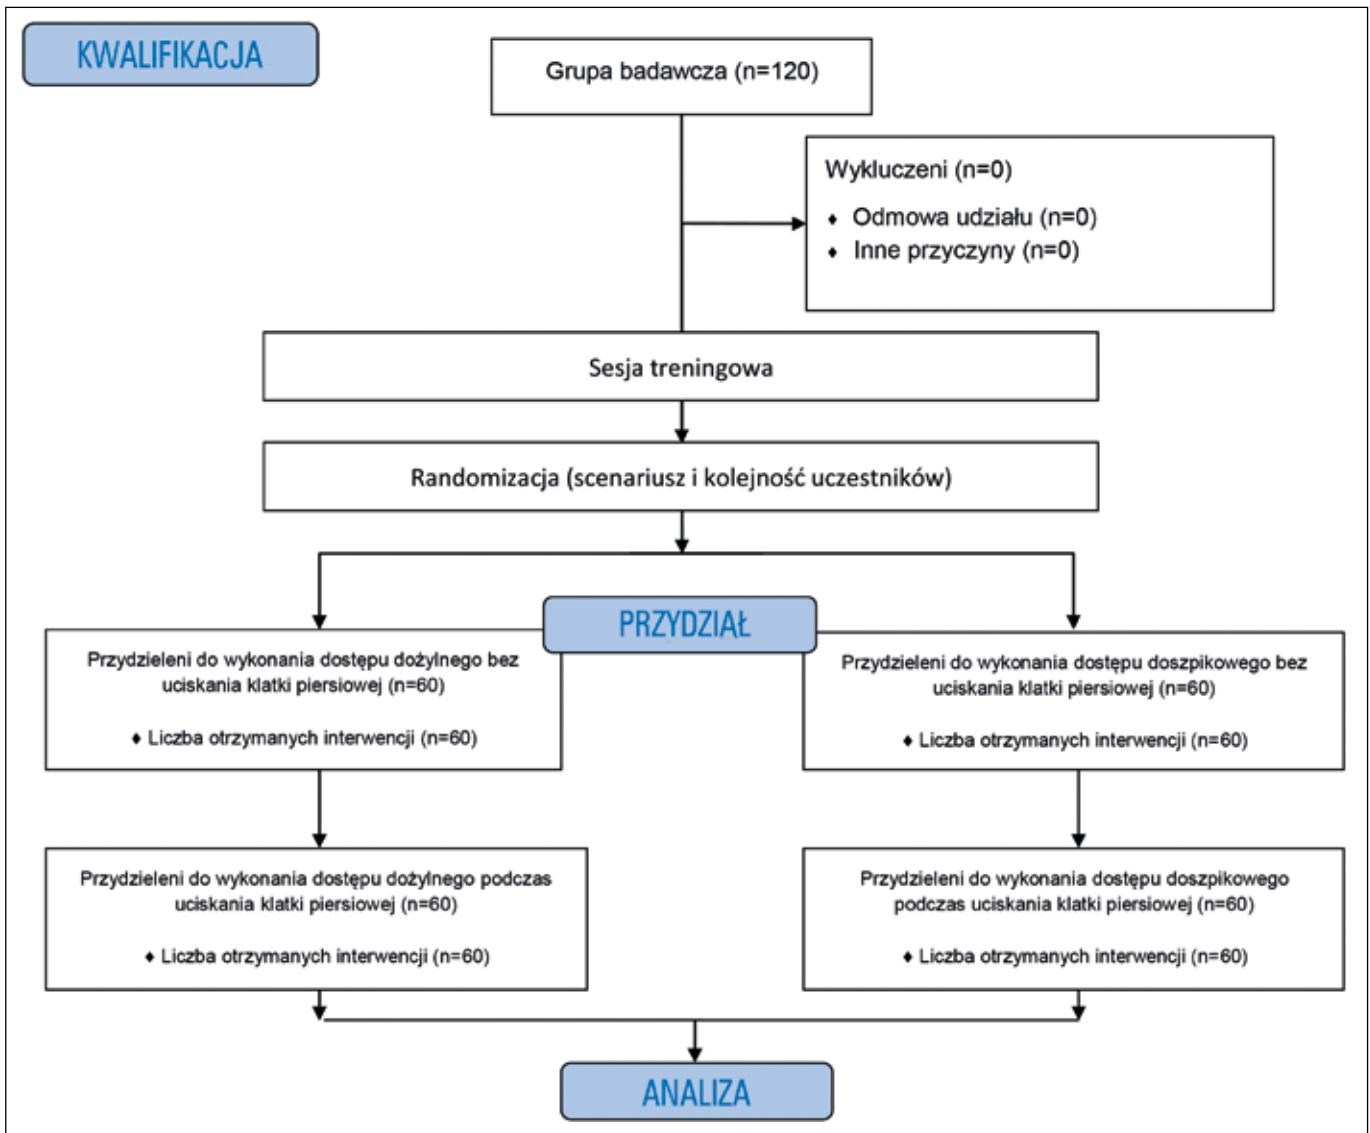 KWALIFIKACJA
Grupa badawcza (n=120)
Wykluczeni (n=0)
♦ Odmowa udziału (n=0)
♦ Inne przyczyny (n=0)
Sesja treningowa
Randomizacja (scenariusz i kolejność uczestników)
PRZYDZIAŁ
Przydzieleni do wykonania dostępu dożylnego bez
uciskania klatki piersiowej (n=60)
♦ Liczba otrzymanych interwencji (n=60)
Przydzieleni do wykonania dostępu doszpikowego bez
uciskania klatki piersiowej (n=60)
♦ Liczba otrzymanych interwencji (n=60)
Przydzieleni do wykonania dostępu dożylnego podczas
uciskania klatki piersiowej (n=60)
♦ Liczba otrzymanych interwencji (n=60)
Przydzieleni do wykonania dostępu doszpikowego
podczas uciskania klatki piersiowej (n=60)
♦ Liczba otrzymanych interwencji (n=60)
ANALIZA